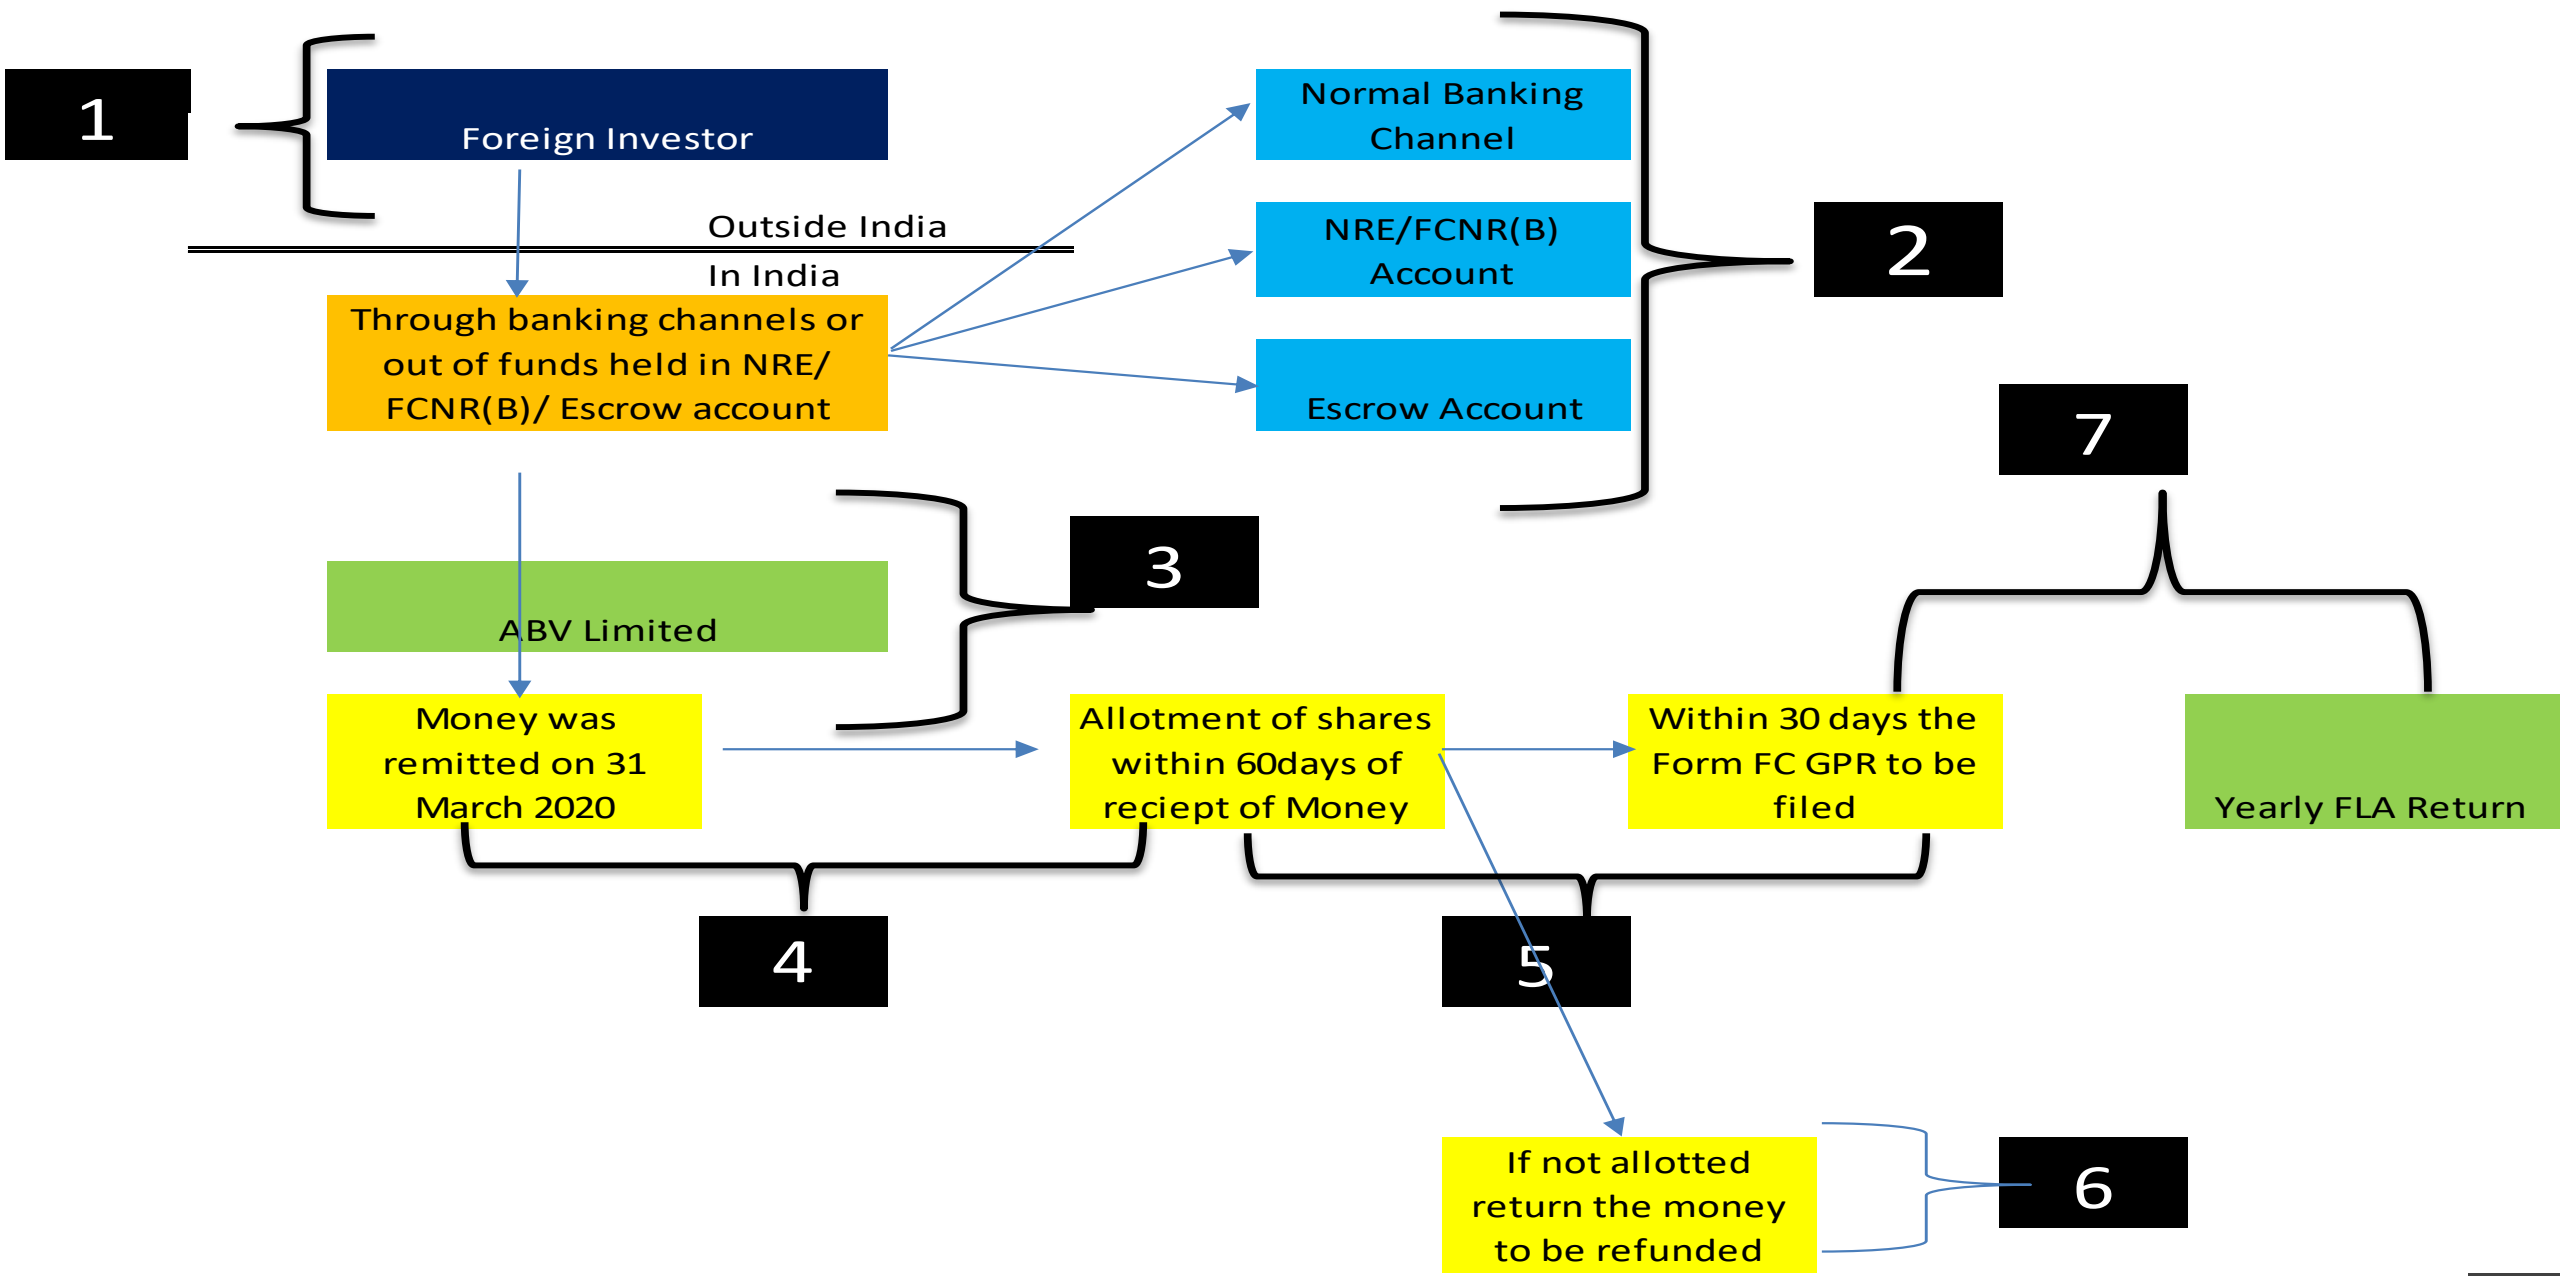 1
Foreign Investor
Normal Banking
Channel
Outside India
In India
NRE/FCNR(B)
Account
2
Through banking channels or
out of funds held in NRE/
FCNR(B)/ Escrow account
Escrow Account
7
3
ABV Limited
Money was
remitted on 31
March 2020
Allotment of shares
within 60days of
reciept of Money
Within 30 days the
Form FC GPR to be
filed
Yearly FLA Return
4
5
If not allotted
return the money
to be refunded
6